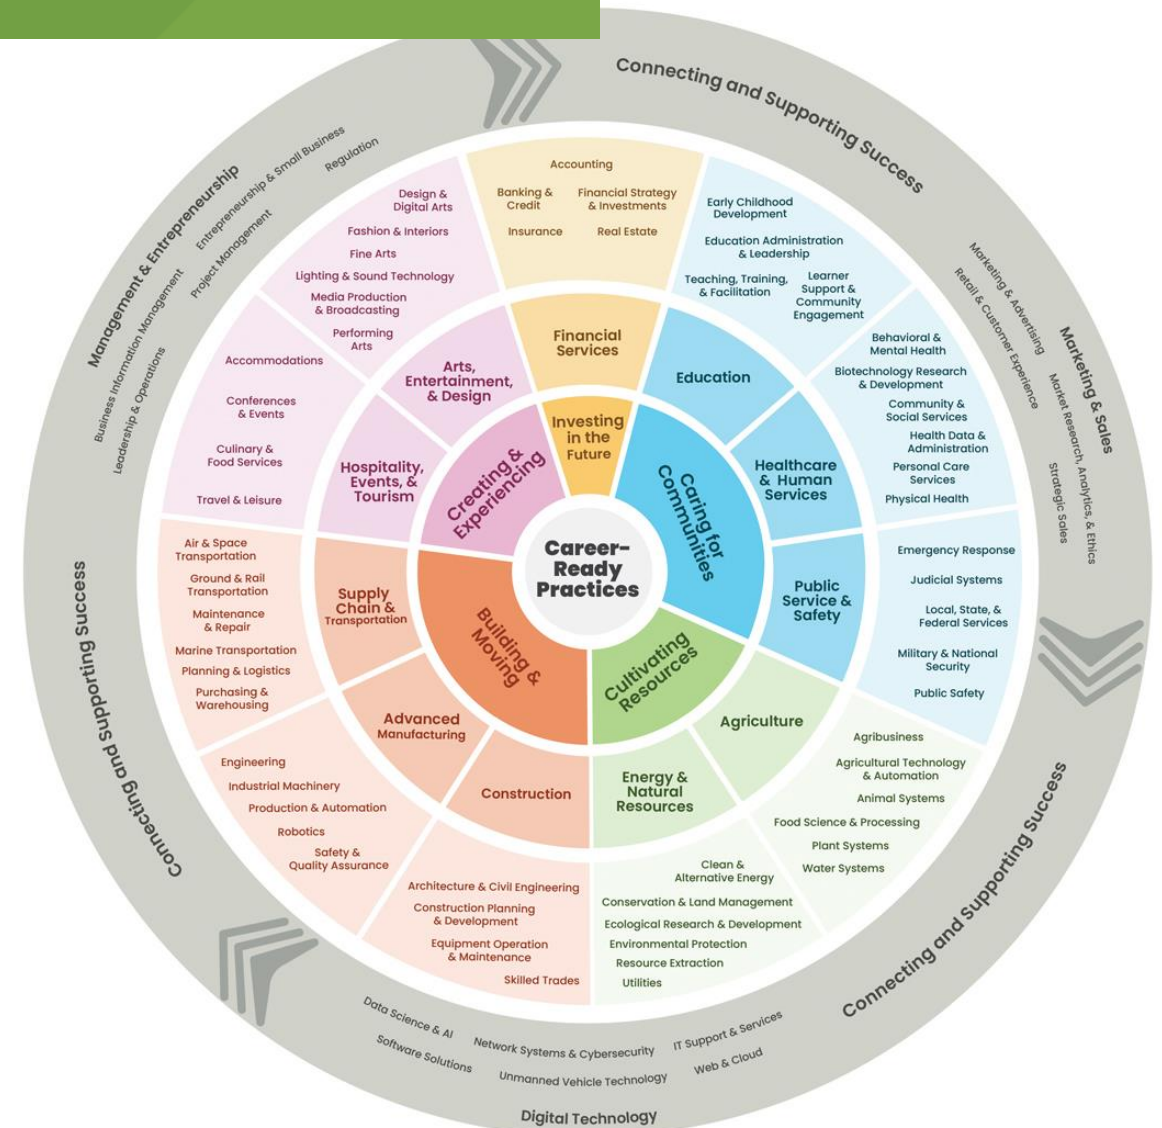 Connecting and Supporting Success
Management & Entrepreneurship
Entrepreneurship & Small Business
Regulation
Business Information Management
Project Management
Leadership & Operations
Marketing & Sales
Marketing & Advertising
Retail & Customer Experience
Market Research, Analytics, & Ethics
Strategic Sales
Connecting and Supporting Success
Digital Technology
Data Science & AI
Network Systems & Cybersecurity
IT Support & Services
Software Solutions
Unmanned Vehicle Technology
Web & Cloud
Connecting and Supporting Success
Career-
Ready
Practices
Investing
in the
Future
Financial
Services
Accounting
Banking &
Credit
Financial Strategy
& Investments
Insurance
Real Estate
Caring for
Communities
Education
Early Childhood
Development
Education Administration
& Leadership
Teaching, Training,
& Facilitation
Learner
Support &
Community
Engagement
Healthcare
& Human
Services
Behavioral &
Mental Health
Biotechnology Research
& Development
Community &
Social Services
Health Data &
Administration
Personal Care
Services
Physical Health
Public
Service &
Safety
Emergency Response
Judicial Systems
Local, State, &
Federal Services
Military & National
Security
Public Safety
Cultivating
Resources
Agriculture
Agribusiness
Agricultural Technology
& Automation
Animal Systems
Food Science & Processing
Plant Systems
Water Systems
Energy &
Natural
Resources
Clean &
Alternative Energy
Conservation & Land Management
Ecological Research & Development
Environmental Protection
Resource Extraction
Utilities
Building &
Moving
Construction
Architecture & Civil Engineering
Construction Planning
& Development
Equipment Operation
& Maintenance
Skilled Trades
Advanced
Manufacturing
Engineering
Industrial Machinery
Production & Automation
Robotics
Safety &
Quality Assurance
Supply
Chain &
Transportation
Air & Space
Transportation
Ground & Rail
Transportation
Maintenance
& Repair
Marine Transportation
Planning & Logistics
Purchasing &
Warehousing
Creating &
Experiencing
Hospitality,
Events, &
Tourism
Accommodations
Conferences
& Events
Culinary &
Food Services
Travel & Leisure
Arts,
Entertainment,
& Design
Design &
Digital Arts
Fashion & Interiors
Fine Arts
Lighting & Sound Technology
Media Production
& Broadcasting
Performing
Arts